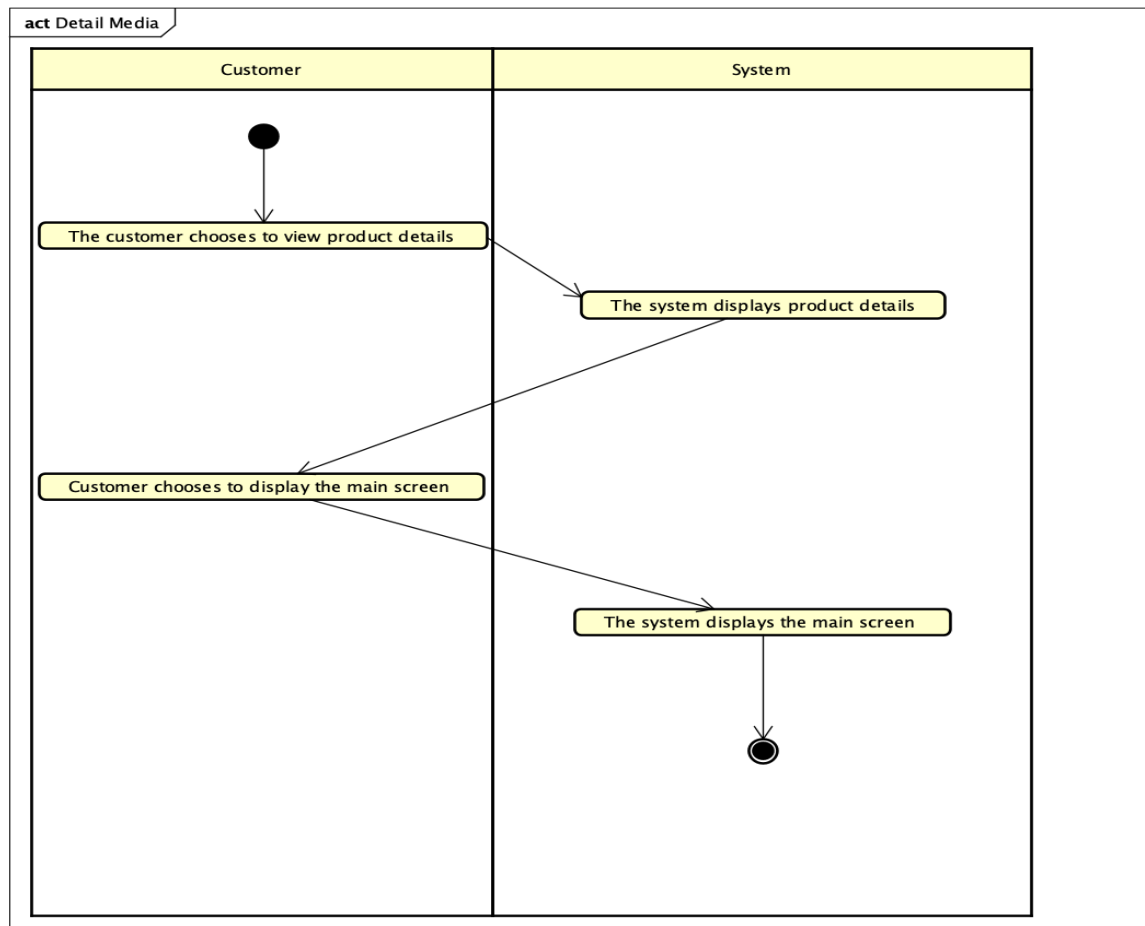 act Detail Media
Customer
System
The customer chooses to view product details
The system displays product details
Customer chooses to display the main screen
The system displays the main screen